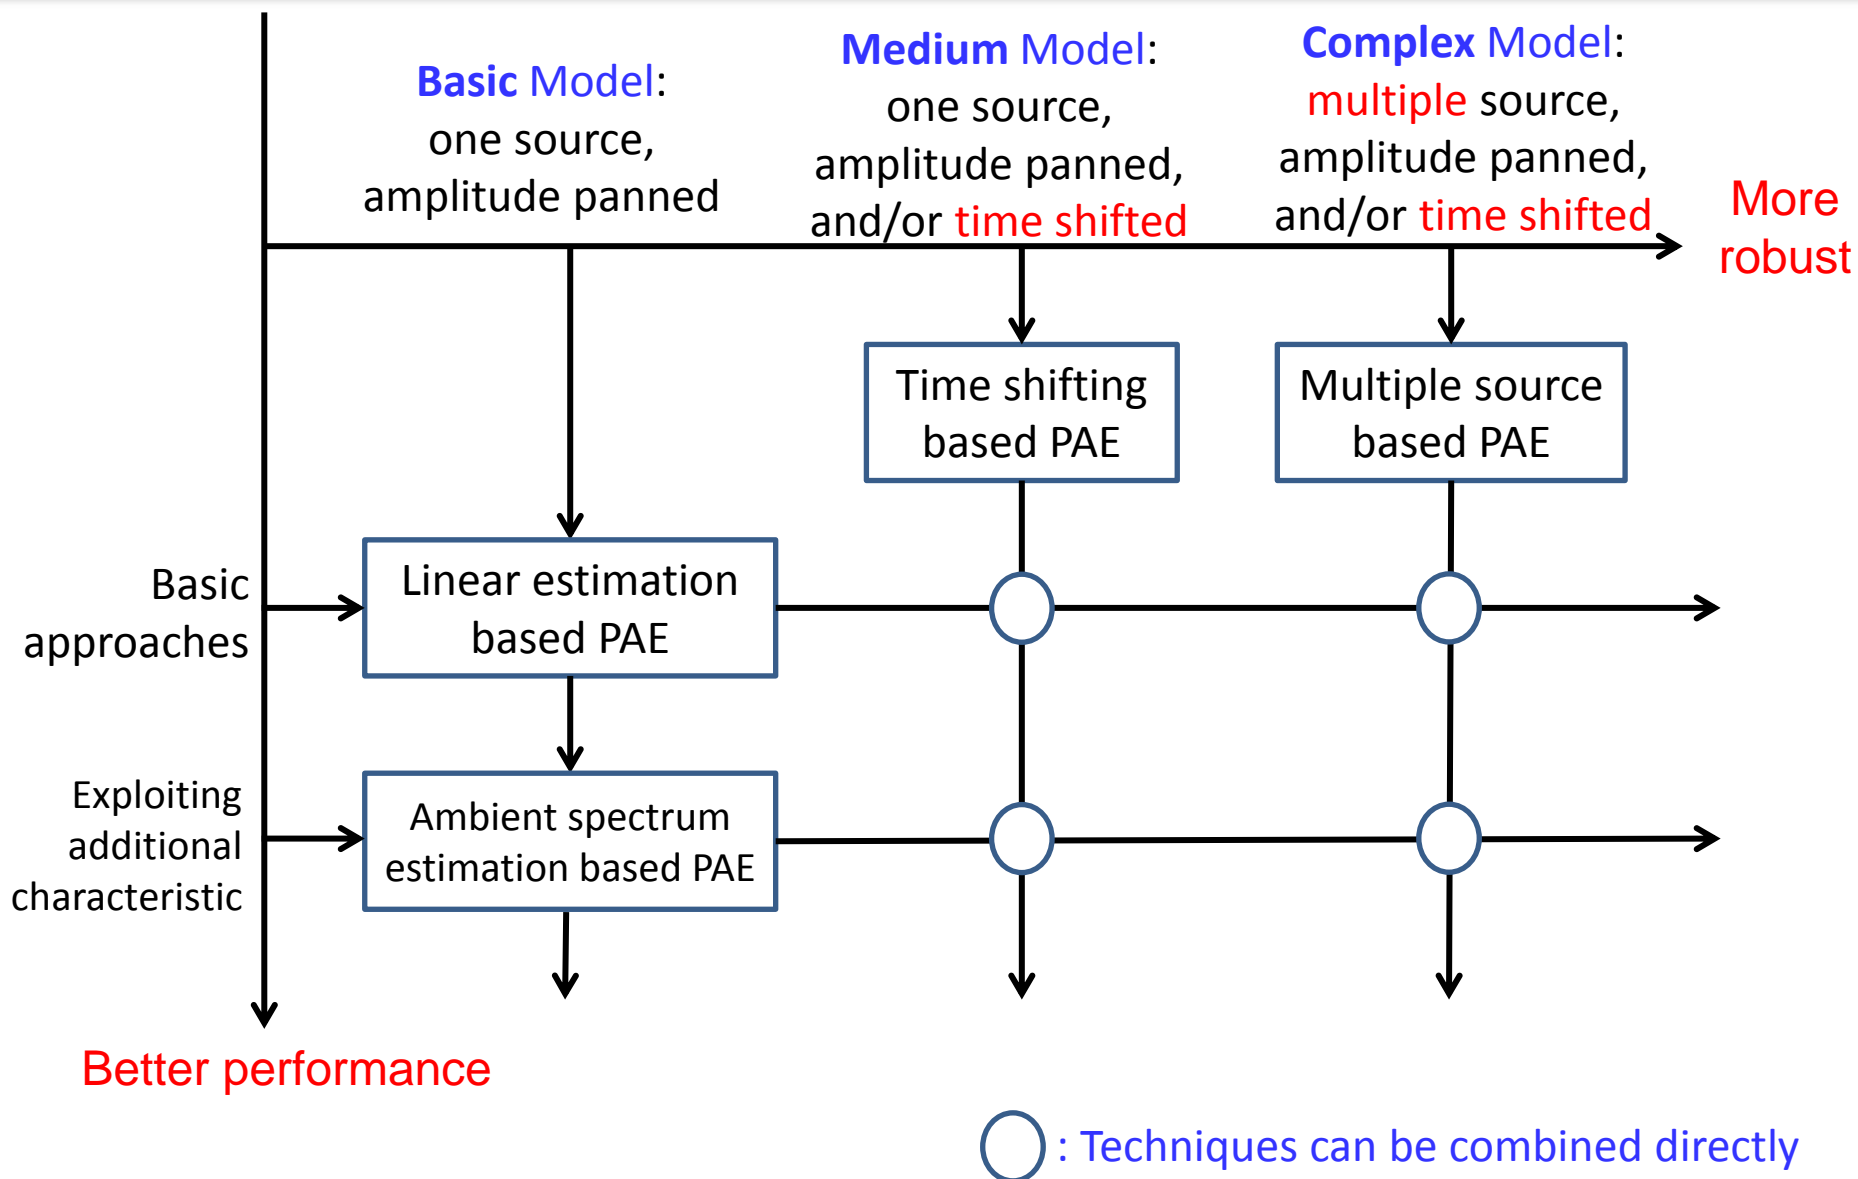 Basic Model:
one source,
amplitude panned
Medium Model:
one source,
amplitude panned,
and/or time shifted
Complex Model:
multiple source,
amplitude panned,
and/or time shifted
More
robust
Time shifting
based PAE
Multiple source
based PAE
Basic
approaches
Linear estimation
based PAE
Exploiting
additional
characteristic
Ambient spectrum
estimation based PAE
Better performance
: Techniques can be combined directly